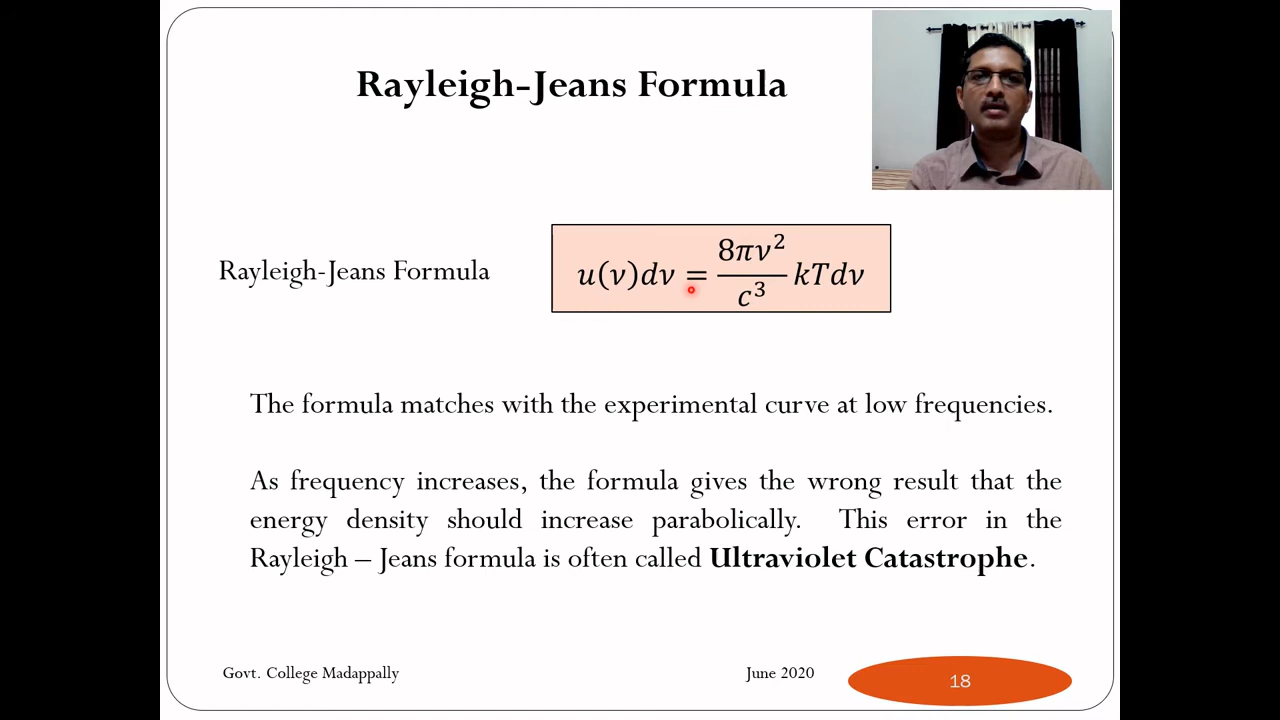 Rayleigh-Jeans Formula
Rayleigh-Jeans Formula
u(ν)dν = 8πν²/c³ kTdν
The formula matches with the experimental curve at low frequencies.
As frequency increases, the formula gives the wrong result that the
energy density should increase parabolically. This error in the
Rayleigh – Jeans formula is often called Ultraviolet Catastrophe.
Govt. College Madappally
June 2020
18